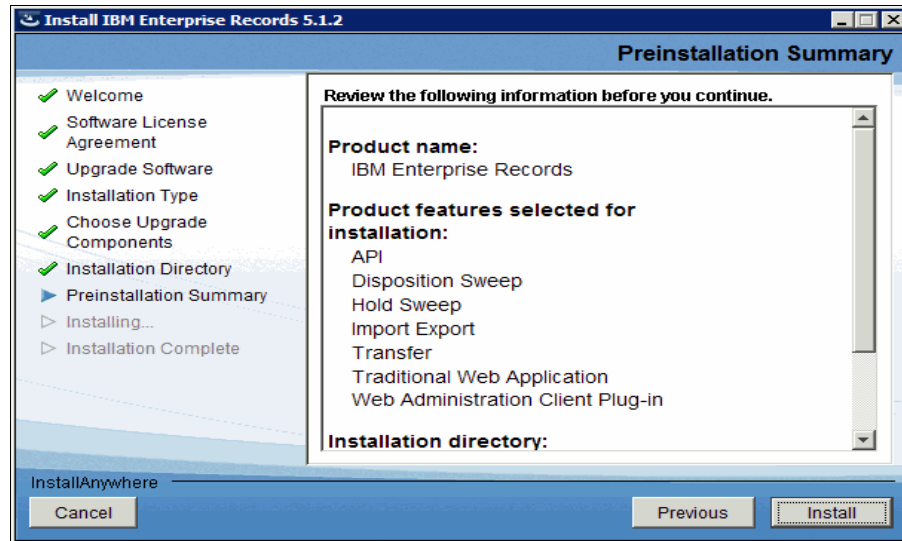 Install IBM Enterprise Records 5.1.2
Preinstallation Summary
Welcome
Software License
Agreement
Upgrade Software
Installation Type
Choose Upgrade
Components
Installation Directory
Preinstallation Summary
Installing...
Installation Complete
Review the following information before you continue.
Product name:
IBM Enterprise Records
Product features selected for
installation:
API
Disposition Sweep
Hold Sweep
Import Export
Transfer
Traditional Web Application
Web Administration Client Plug-in
Installation directory:
InstallAnywhere
Cancel
Previous
Install